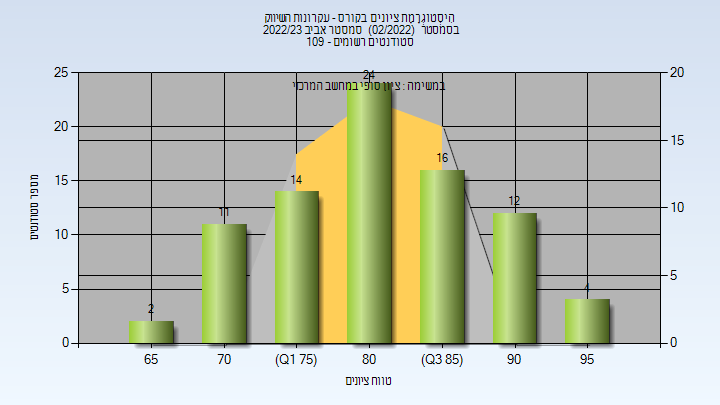 היסטוגרמת ציונים בקורס - עקרונות השיווק
בסמסטר (02/2022) סמסטר אביב 2022/23
סטודנטים רשומים - 109
במשימה : ציון סופי במחשב המרכזי
25
20
15
10
5
0
20
15
10
5
0
מספר סטודנטים
2
11
14
24
16
12
4
65
70
(Q1 75)
80
(Q3 85)
90
95
טווח ציונים